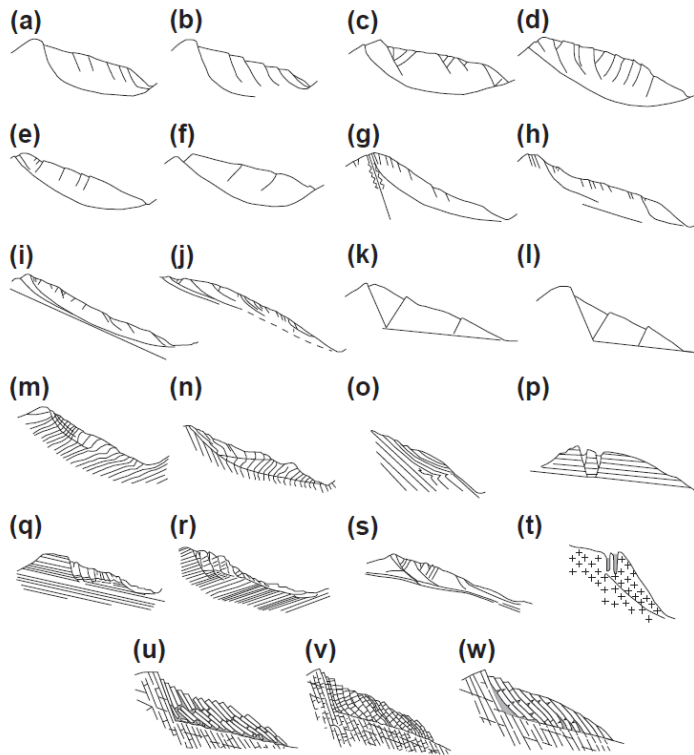 (a) (b) (c) (d)
(e) (f) (g) (h)
(i) (j) (k) (l)
(m) (n) (o) (p)
(q) (r) (s) (t)
(u) (v) (w)